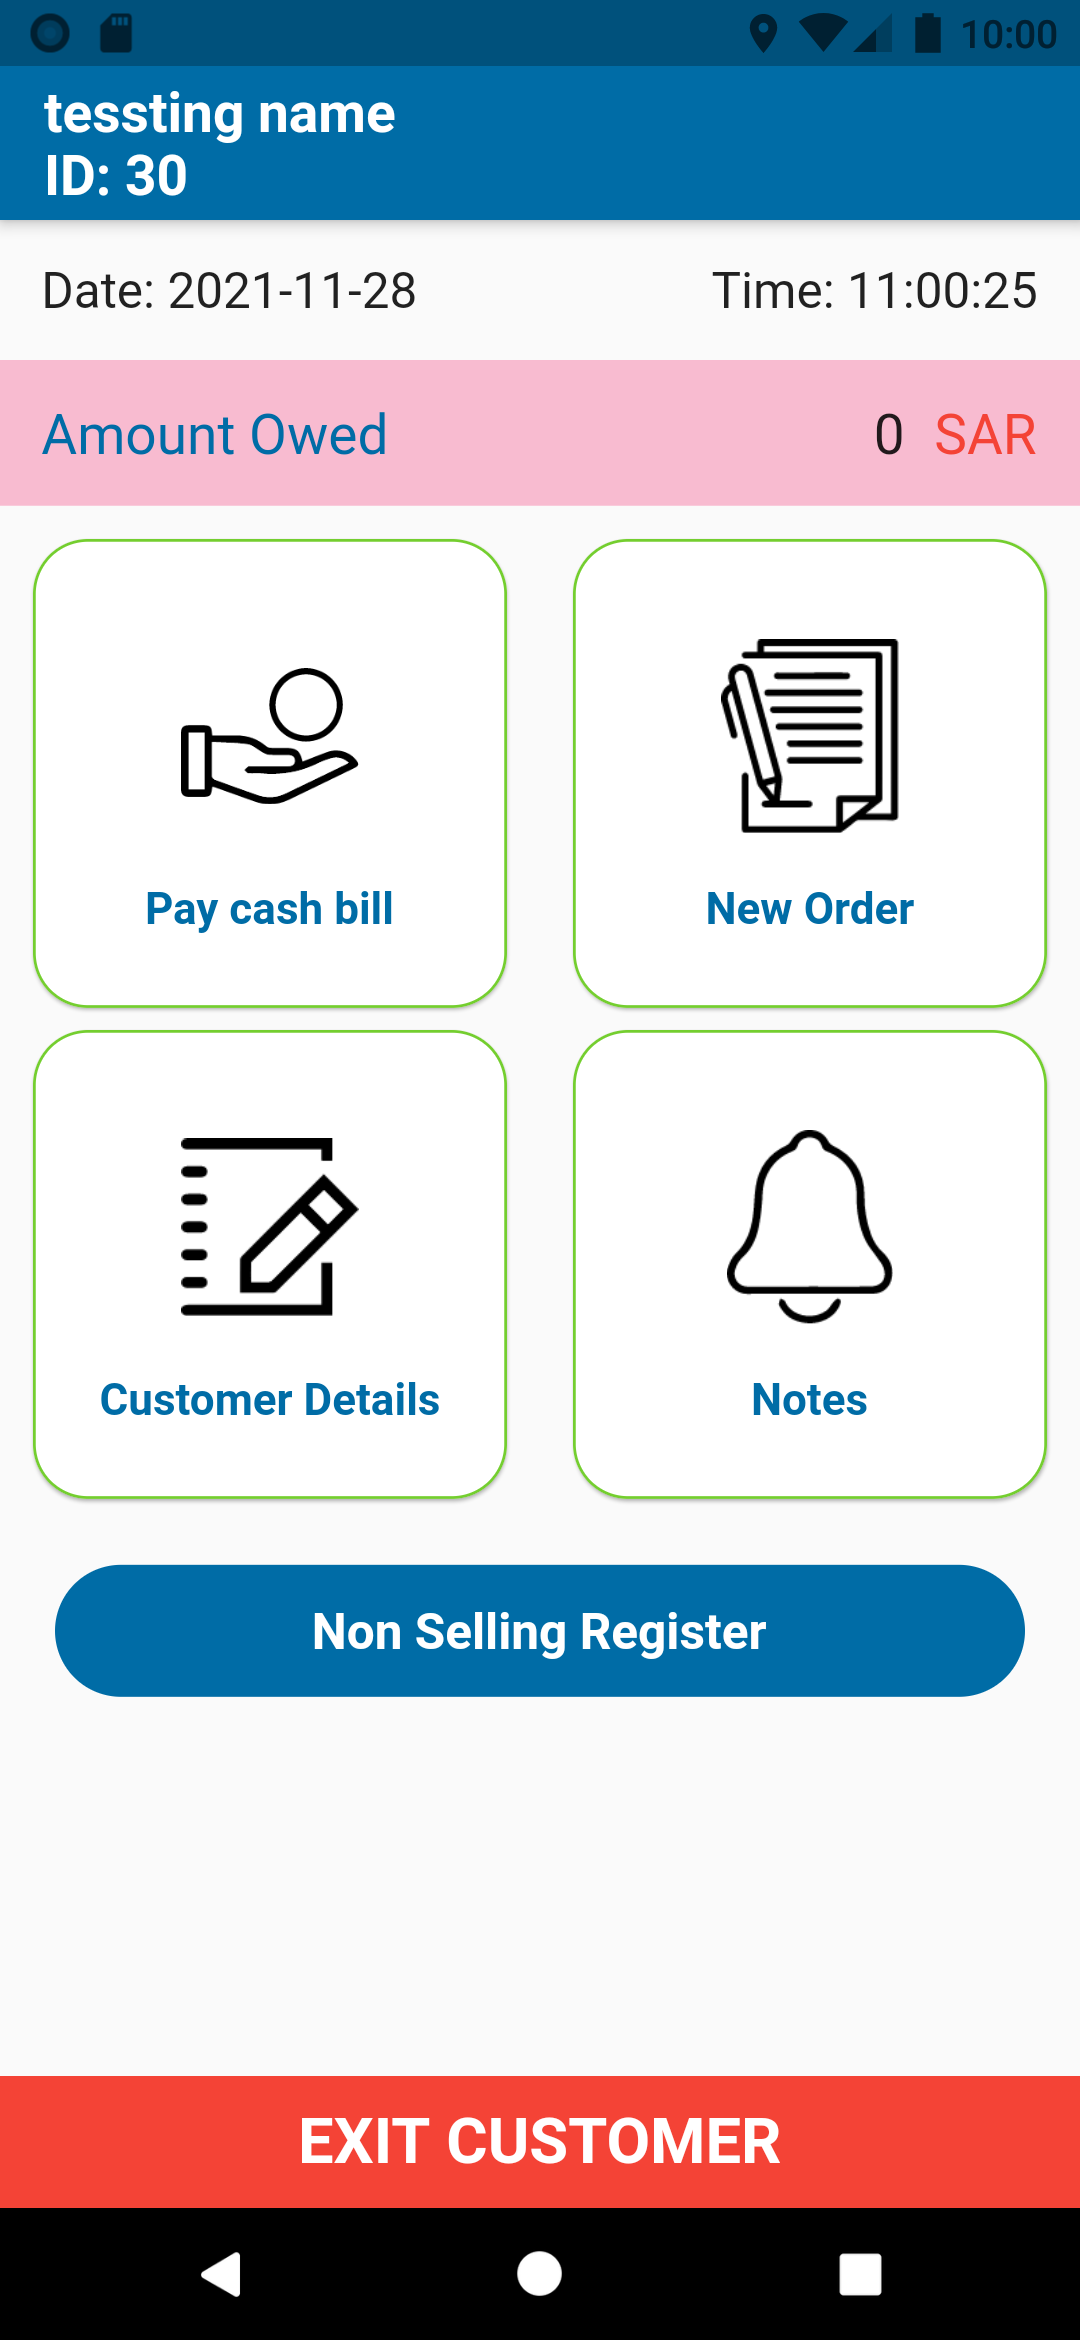 10:00
tessting name
ID: 30
Date: 2021-11-28 Time: 11:00:25
Amount Owed 0 SAR
Pay cash bill New Order
Customer Details Notes
Non Selling Register
EXIT CUSTOMER